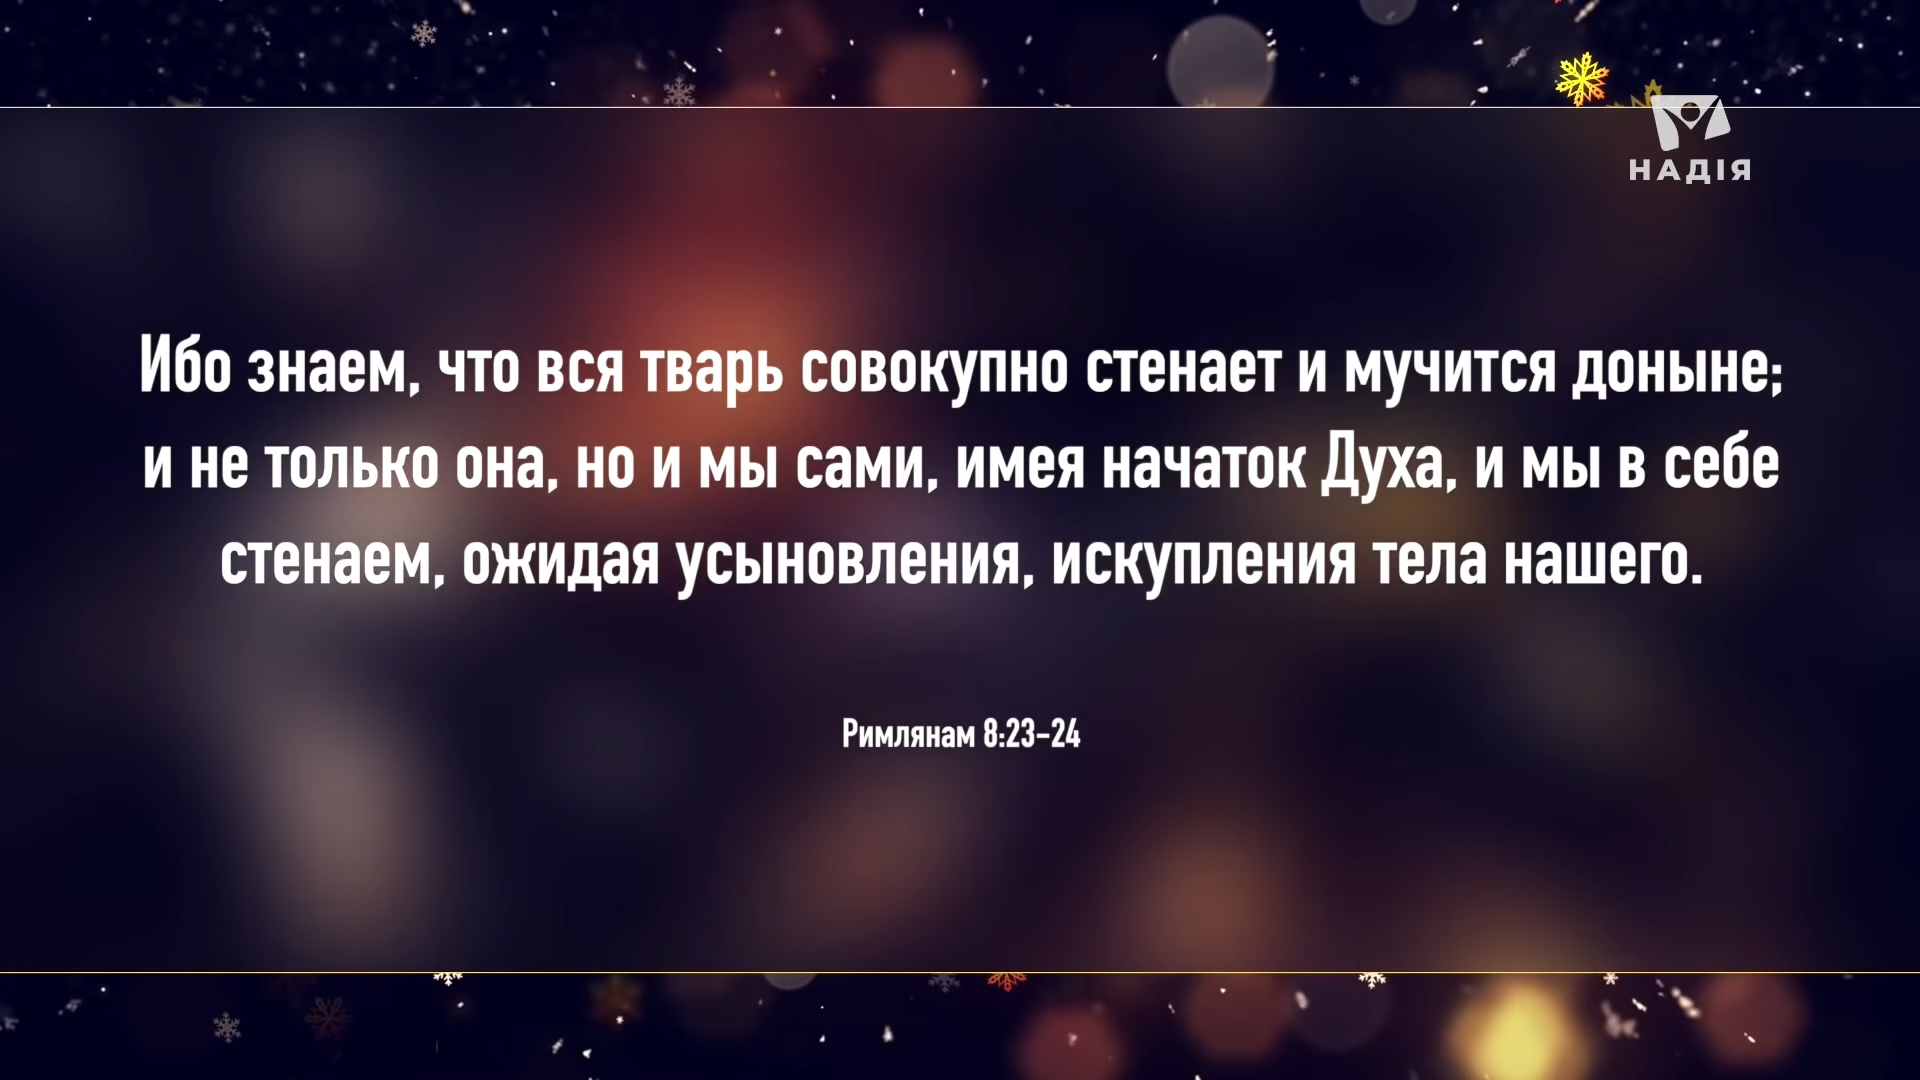 НАДІЯ
Ибо знаем, что вся тварь совокупно стенает и мучится доныне;
и не только она, но и мы сами, имея начаток Духа, и мы в себе
стенаем, ожидая усыновления, искупления тела нашего.
Римлянам 8:23–24